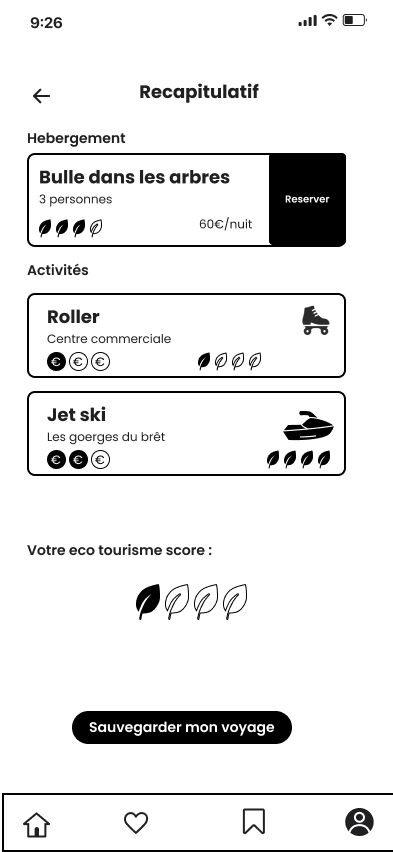 9:26
Recapitulatif
Hebergement
Bulle dans les arbres
3 personnes
60€/nuit
Reserver
Activités
Roller
Centre commerciale
€ € €
Jet ski
Les goerges du brêt
€ € €
Votre eco tourisme score :
Sauvegarder mon voyage